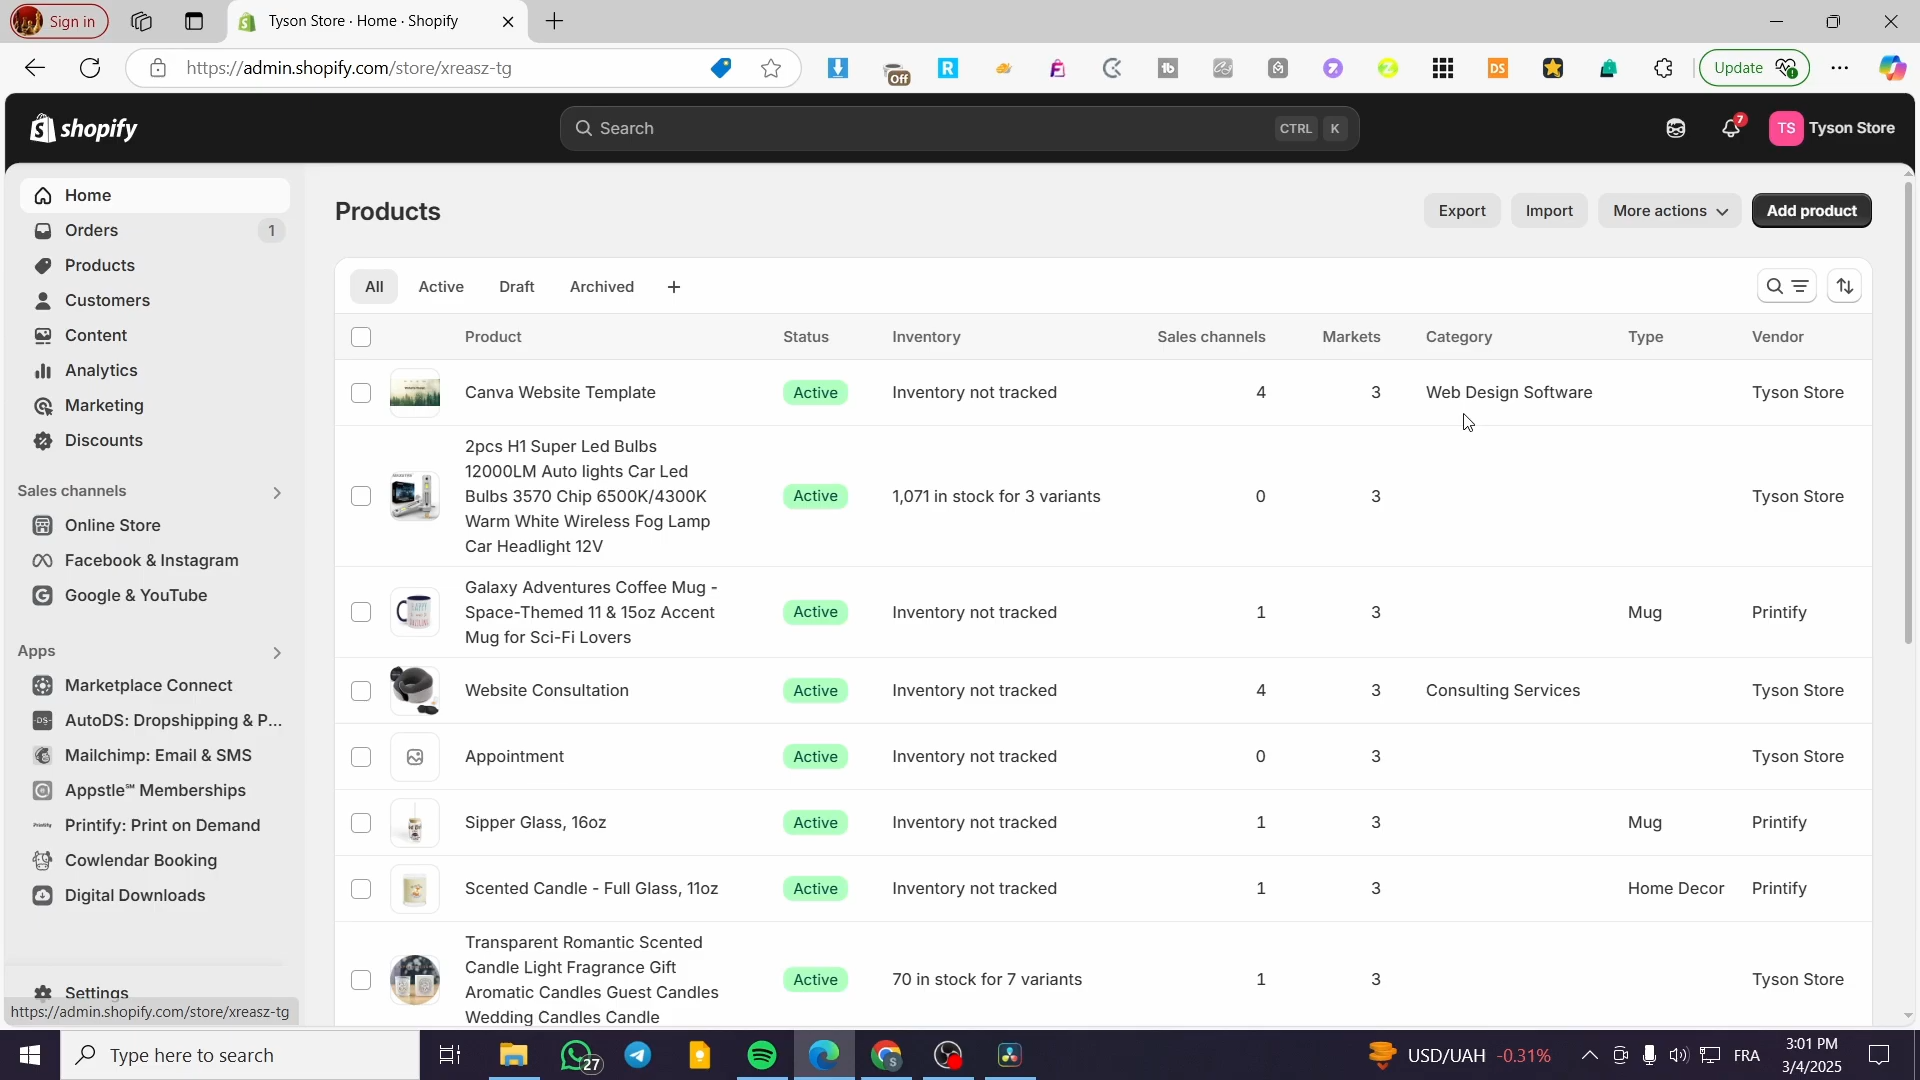 Sign in
Tyson Store · Home · Shopify
https://admin.shopify.com/store/xreasz-tg
Off
R
tb
DS
Update
shopify
Search
CTRL K
7
TS
Tyson Store
Home
Orders 1
Products
Customers
Content
Analytics
Marketing
Discounts
Sales channels
Online Store
Facebook & Instagram
Google & YouTube
Apps
Marketplace Connect
AutoDS: Dropshipping & P...
Mailchimp: Email & SMS
Appstle℠ Memberships
Printify: Print on Demand
Cowlendar Booking
Digital Downloads
Settings
https://admin.shopify.com/store/xreasz-tg
Products
Export Import More actions Add product
All Active Draft Archived +
Product Status Inventory Sales channels Markets Category Type Vendor
Canva Website Template Active Inventory not tracked 4 3 Web Design Software Tyson Store
2pcs H1 Super Led Bulbs
12000LM Auto lights Car Led
Bulbs 3570 Chip 6500K/4300K Active 1,071 in stock for 3 variants 0 3 Tyson Store
Warm White Wireless Fog Lamp
Car Headlight 12V
Galaxy Adventures Coffee Mug -
Space-Themed 11 & 15oz Accent Active Inventory not tracked 1 3 Mug Printify
Mug for Sci-Fi Lovers
Website Consultation Active Inventory not tracked 4 3 Consulting Services Tyson Store
Appointment Active Inventory not tracked 0 3 Tyson Store
Sipper Glass, 16oz Active Inventory not tracked 1 3 Mug Printify
Scented Candle - Full Glass, 11oz Active Inventory not tracked 1 3 Home Decor Printify
Transparent Romantic Scented
Candle Light Fragrance Gift
Aromatic Candles Guest Candles Active 70 in stock for 7 variants 1 3 Tyson Store
Wedding Candles Candle
Type here to search
27
USD/UAH -0.31%
FRA
3:01 PM
3/4/2025